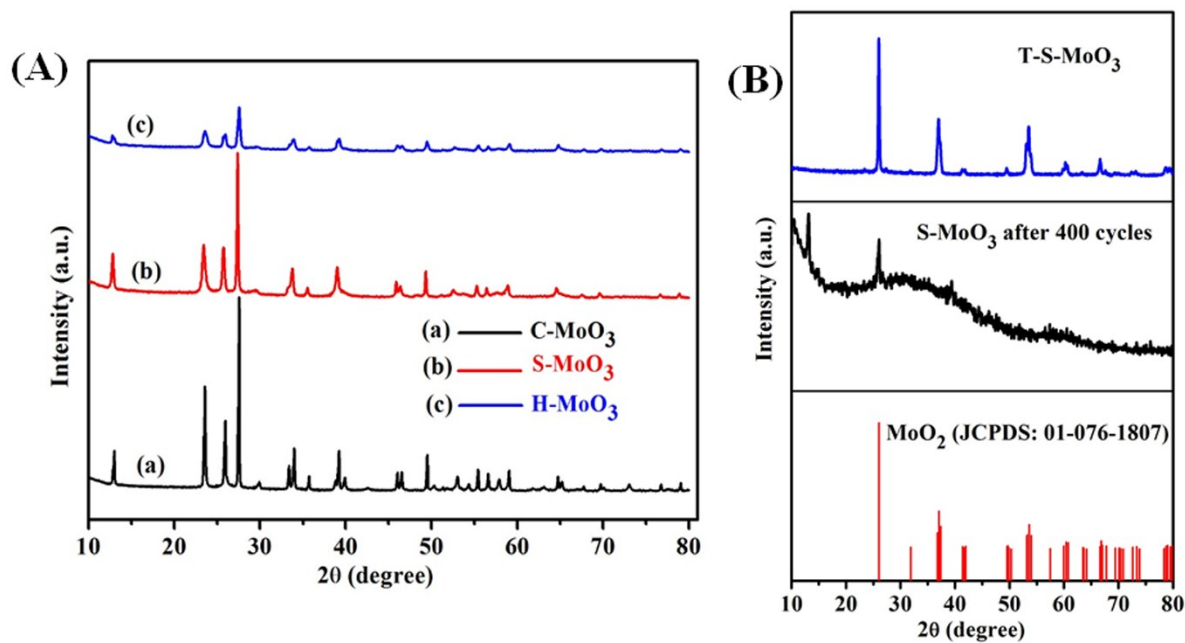 (A)
Intensity (a.u.)
(c)
(b)
(a)
(a) C-MoO3
(b) S-MoO3
(c) H-MoO3
10 20 30 40 50 60 70 80
2θ (degree)
(B)
Intensity (a.u.)
T-S-MoO3
S-MoO3 after 400 cycles
MoO2 (JCPDS: 01-076-1807)
10 20 30 40 50 60 70 80
2θ (degree)